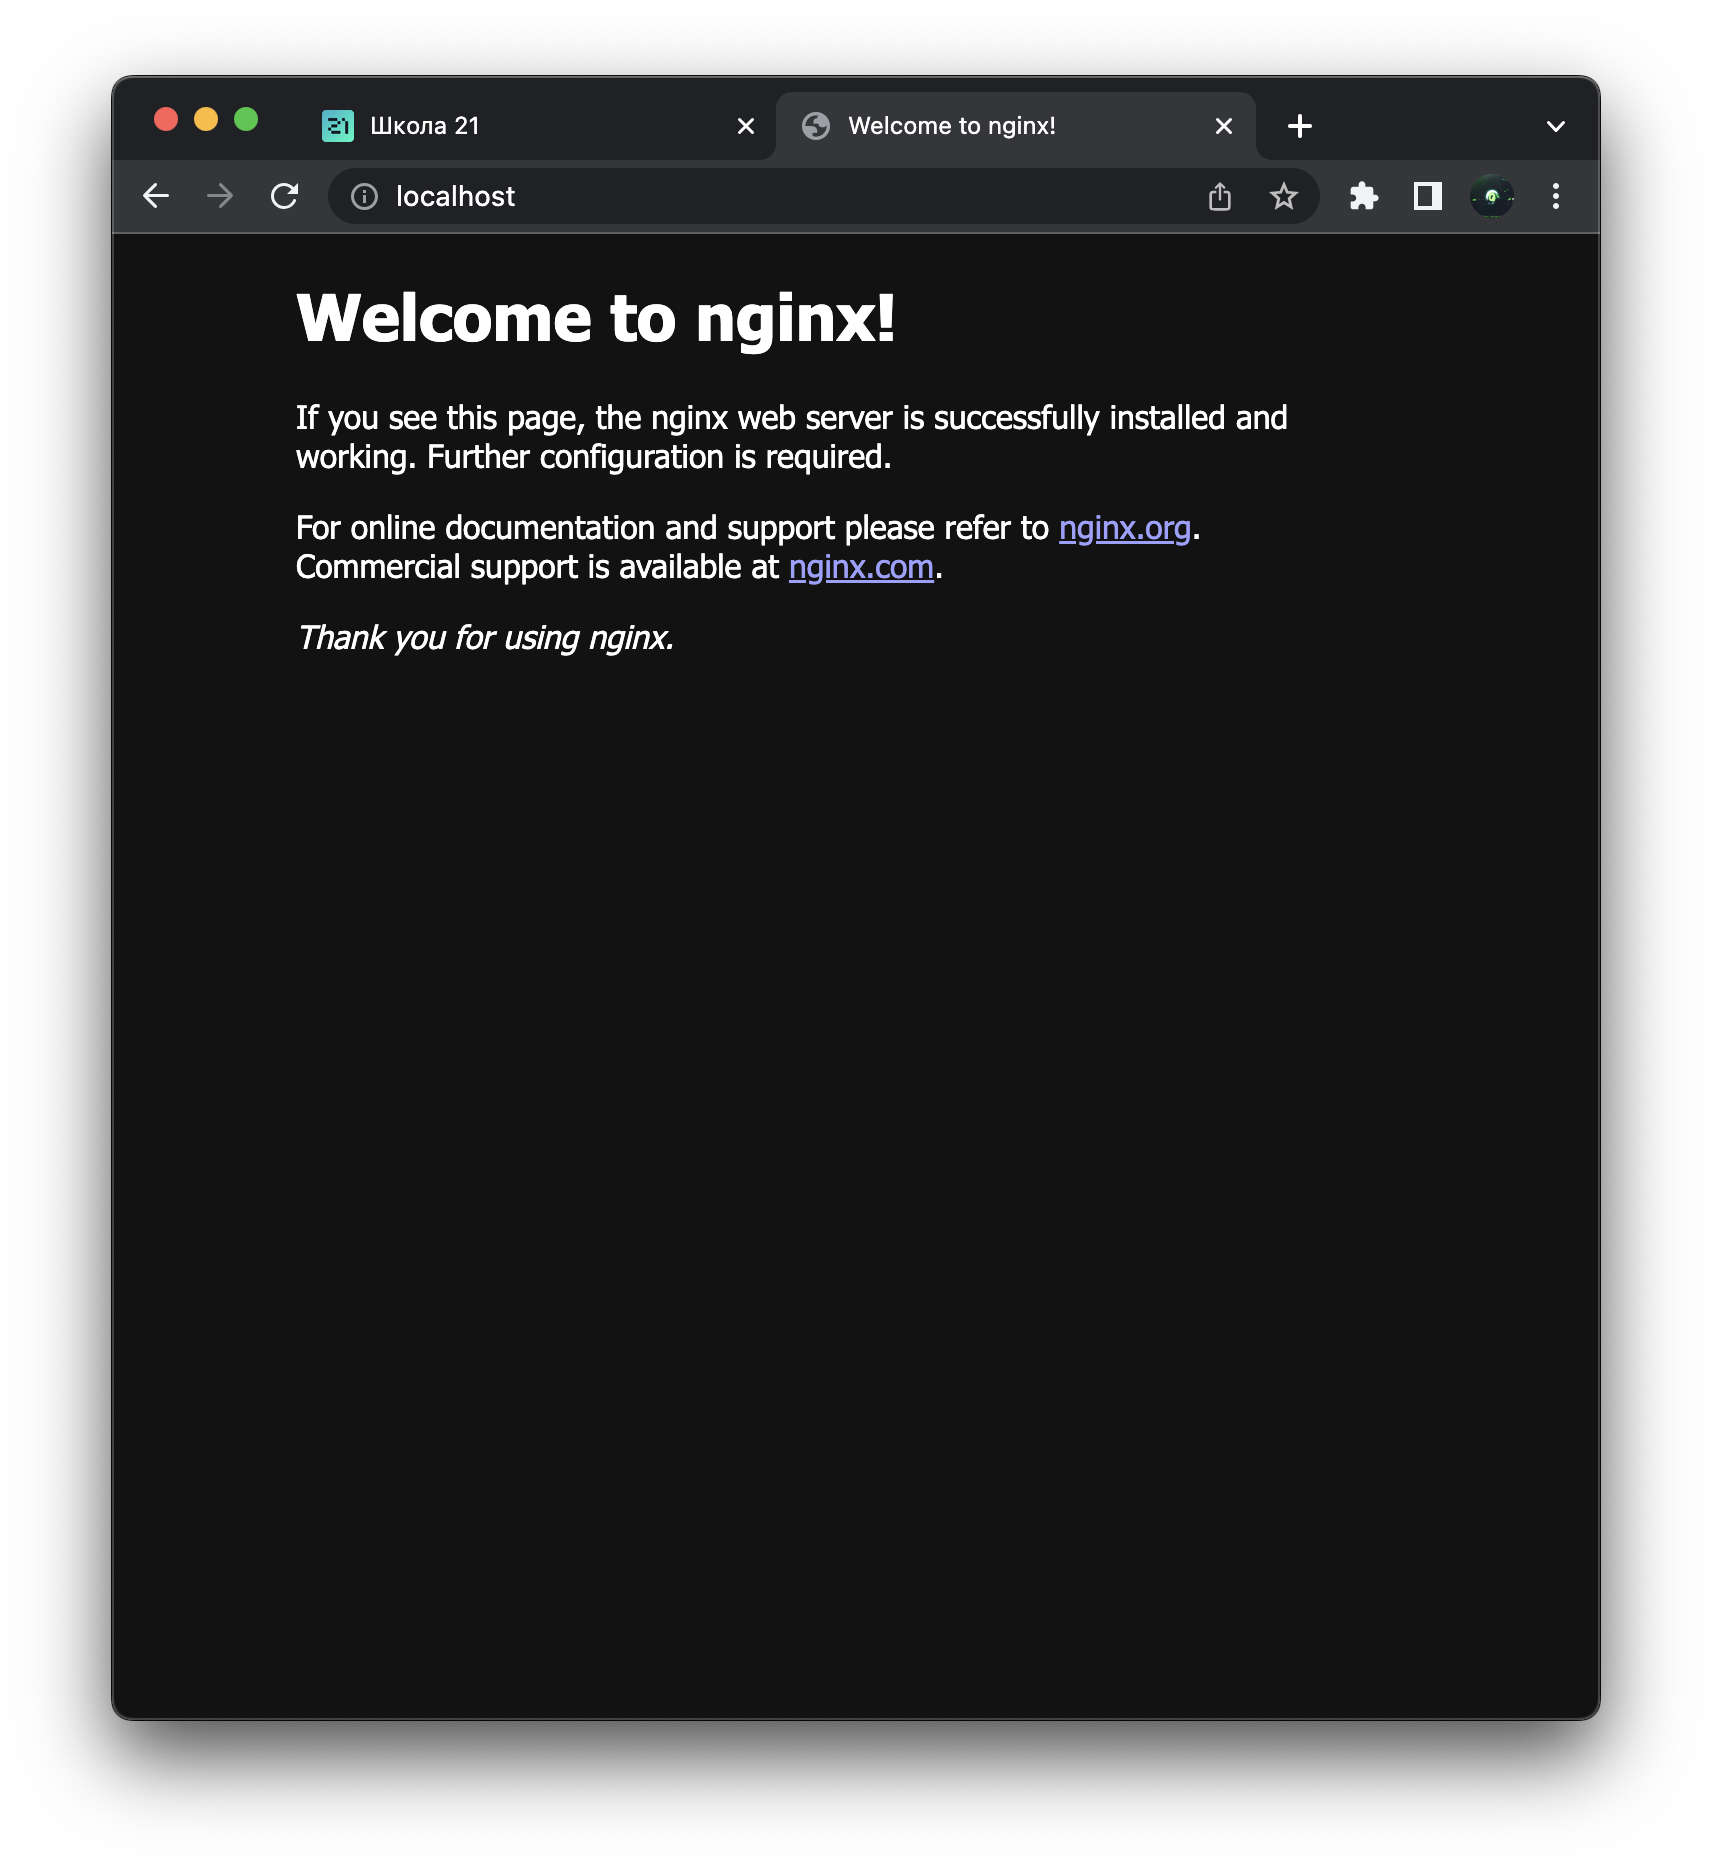 Школа 21
Welcome to nginx!
localhost
Welcome to nginx!
If you see this page, the nginx web server is successfully installed and
working. Further configuration is required.
For online documentation and support please refer to nginx.org.
Commercial support is available at nginx.com.
Thank you for using nginx.